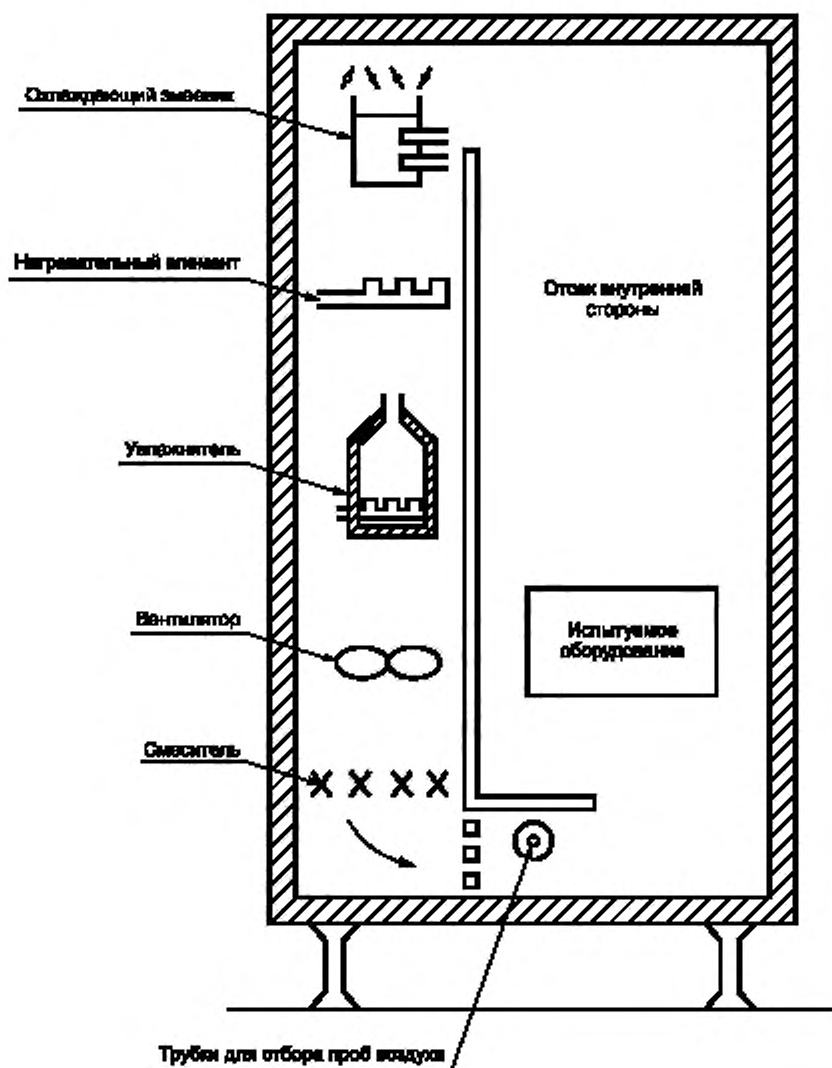 Охлаждающий змеевик
Нагревательный элемент
Отсек внутренней
стороны
Увлажнитель
Вентилятор
Испытуемое
оборудование
Смеситель
Трубки для отбора проб воздуха